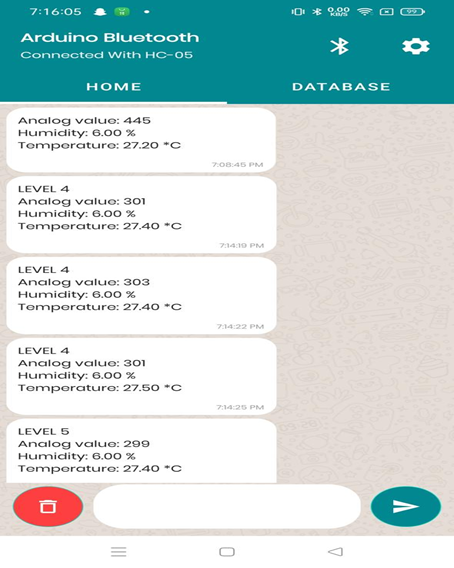 7:16:05
0.00
KB/S
99
Arduino Bluetooth
Connected With HC-05
HOME
DATABASE
Analog value: 445
Humidity: 6.00 %
Temperature: 27.20 *C
7:08:45 PM
LEVEL 4
Analog value: 301
Humidity: 6.00 %
Temperature: 27.40 *C
7:14:19 PM
LEVEL 4
Analog value: 303
Humidity: 6.00 %
Temperature: 27.40 *C
7:14:22 PM
LEVEL 4
Analog value: 301
Humidity: 6.00 %
Temperature: 27.50 *C
7:14:25 PM
LEVEL 5
Analog value: 299
Humidity: 6.00 %
Temperature: 27.40 *C